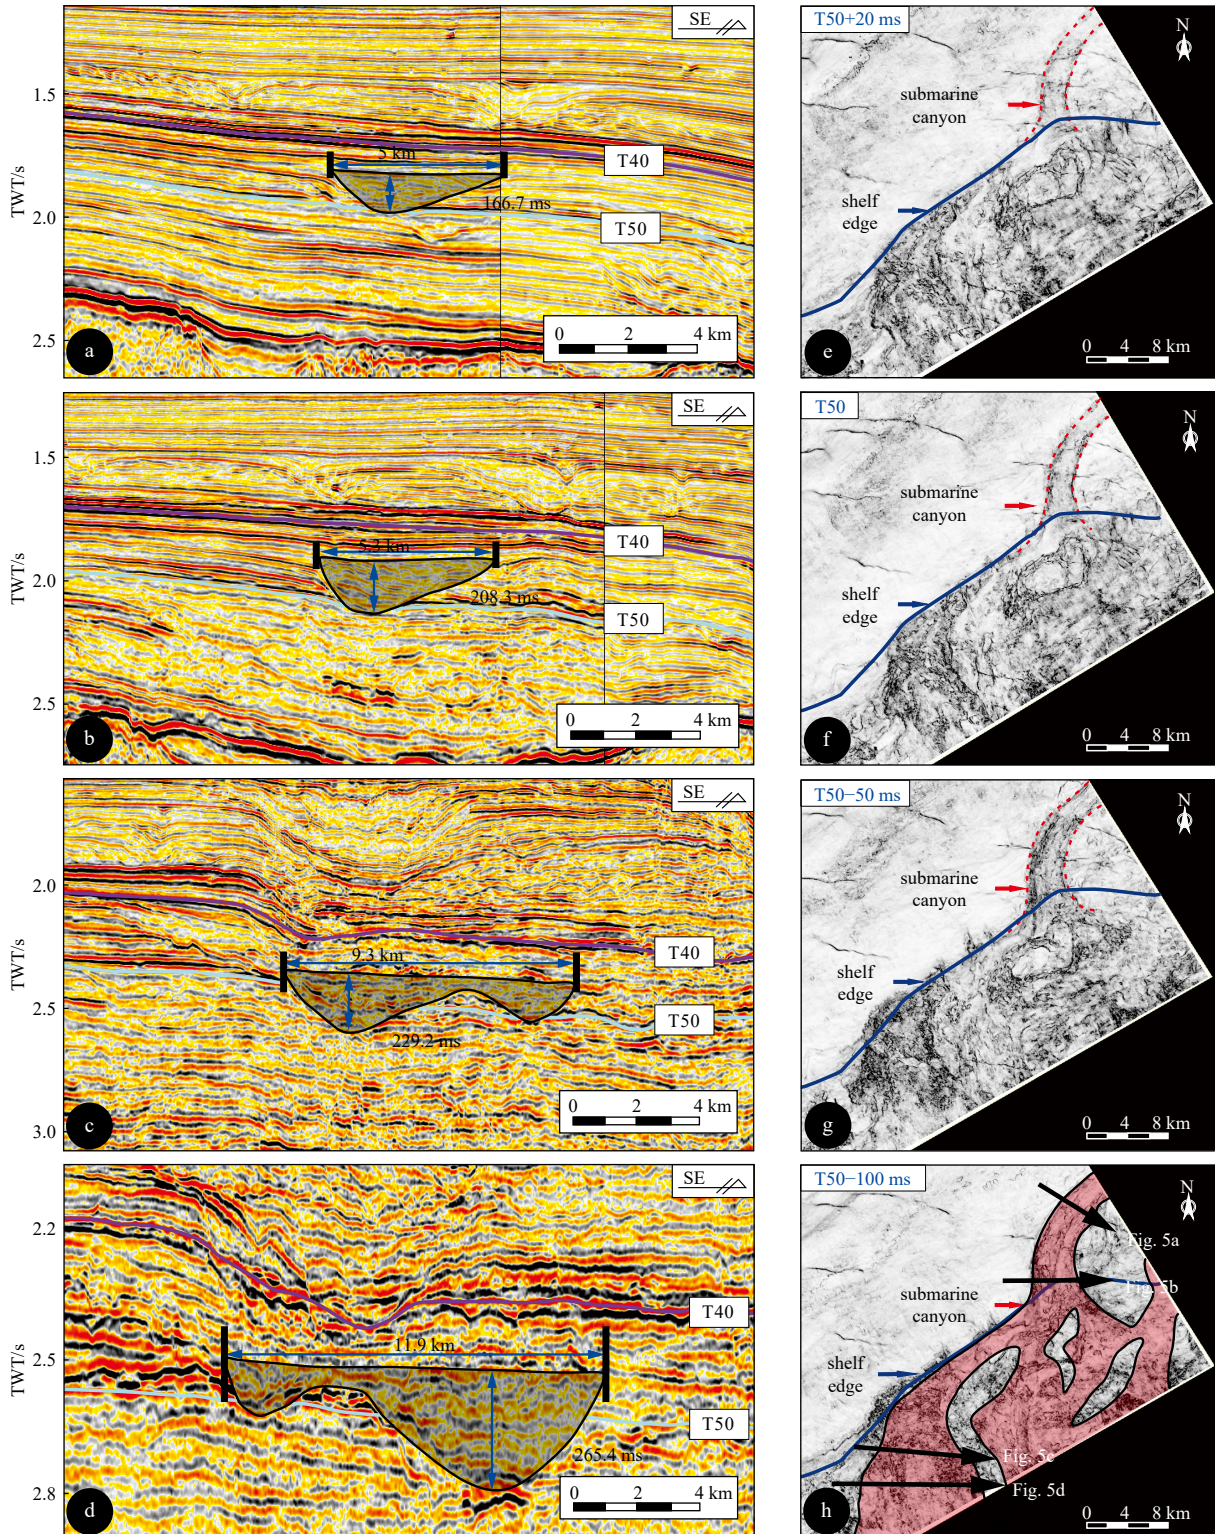 SE
1.5
T40
5 km
TWT/s
166.7 ms
2.0
T50
2.5
0 2 4 km
a
SE
1.5
T40
5.3 km
TWT/s
2.0
208.3 ms
T50
2.5
0 2 4 km
b
SE
2.0
T40
9.3 km
TWT/s
2.5
T50
229.2 ms
0 2 4 km
3.0
c
SE
2.2
T40
11.9 km
TWT/s
2.5
T50
265.4 ms
0 2 4 km
2.8
d
T50+20 ms
N
submarine
canyon
shelf
edge
0 4 8 km
e
T50
N
submarine
canyon
shelf
edge
0 4 8 km
f
T50−50 ms
N
submarine
canyon
shelf
edge
0 4 8 km
g
T50−100 ms
N
Fig. 5a
Fig. 5b
submarine
canyon
shelf
edge
Fig. 5c
Fig. 5d
0 4 8 km
h